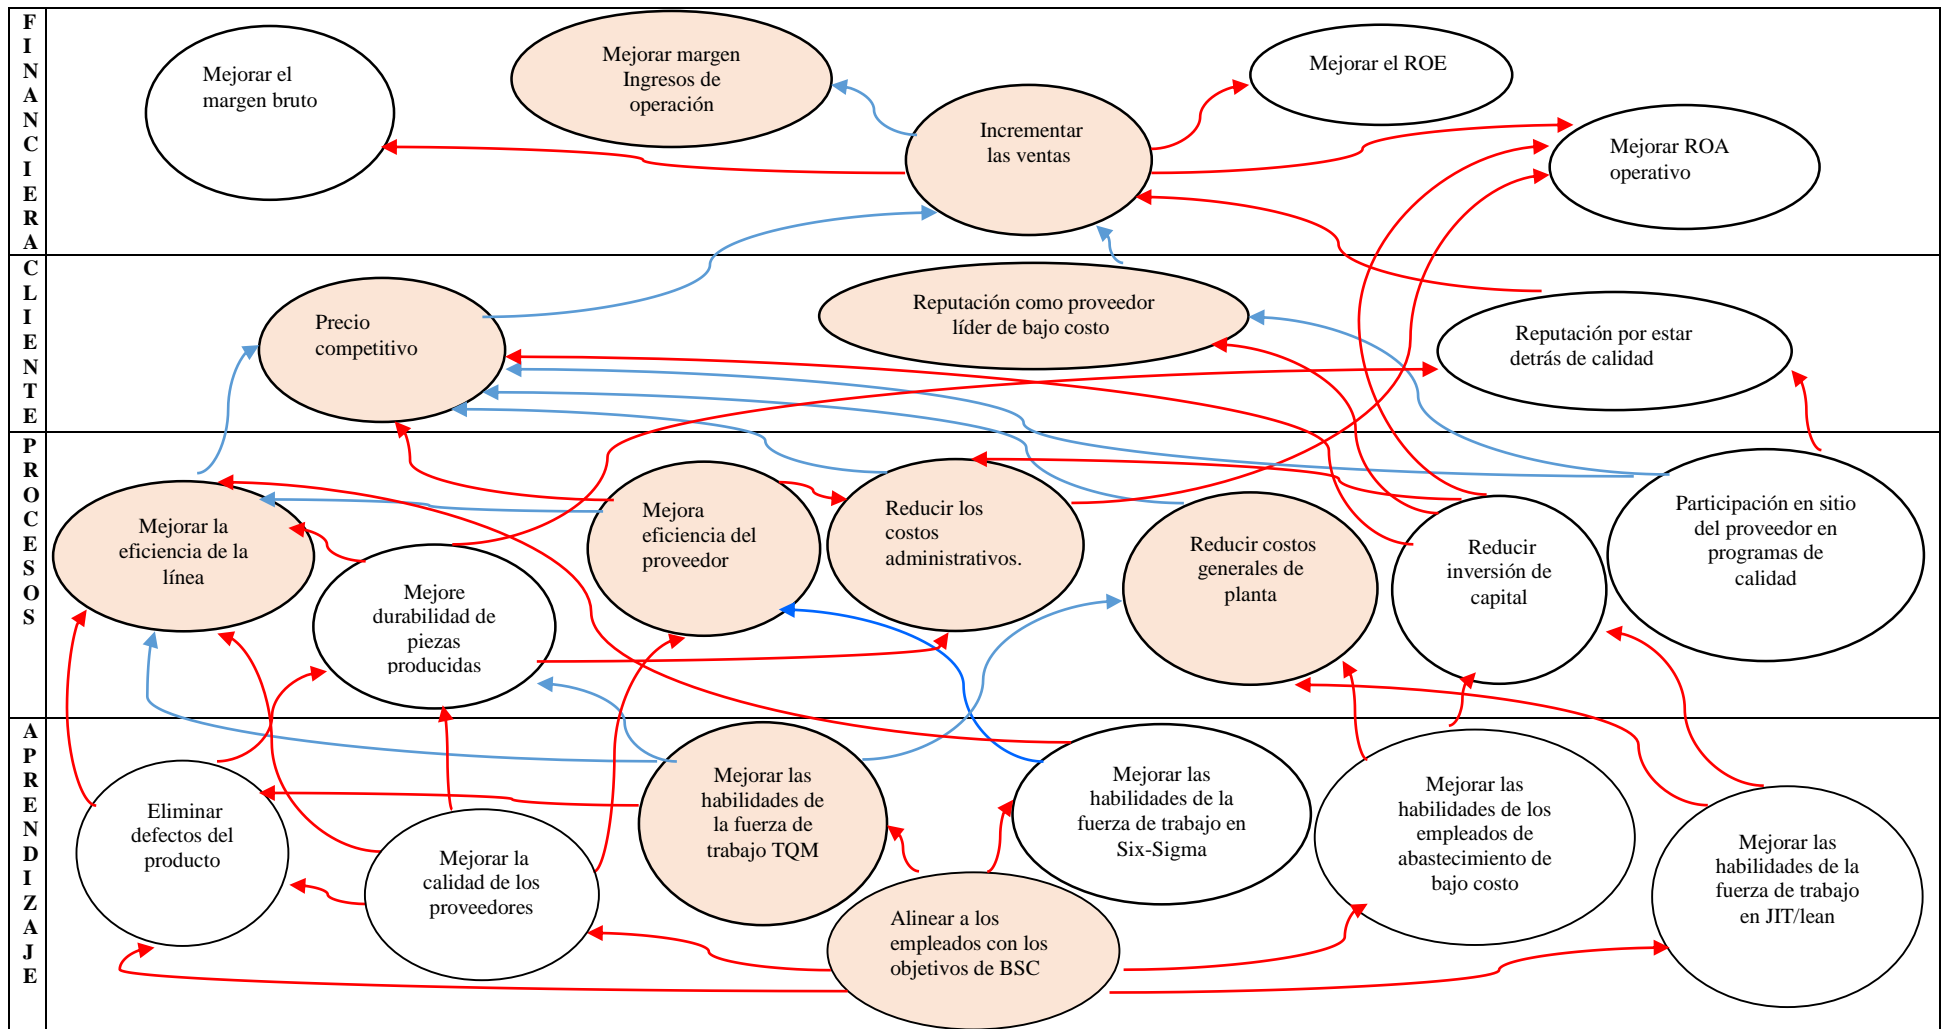 FINANCIERA
Mejorar el
margen bruto
Mejorar margen
Ingresos de
operación
Incrementar
las ventas
Mejorar el ROE
Mejorar ROA
operativo
CLIENTE
Precio
competitivo
Reputación como proveedor
líder de bajo costo
Reputación por estar
detrás de calidad
PROCESOS
Mejorar la
eficiencia de la
línea
Mejore
durabilidad de
piezas
producidas
Mejora
eficiencia del
proveedor
Reducir los
costos
administrativos.
Reducir costos
generales de
planta
Reducir
inversión de
capital
Participación en sitio
del proveedor en
programas de
calidad
APRENDIZAJE
Eliminar
defectos del
producto
Mejorar la
calidad de los
proveedores
Mejorar las
habilidades de
la fuerza de
trabajo TQM
Alinear a los
empleados con los
objetivos de BSC
Mejorar las
habilidades de la
fuerza de trabajo en
Six-Sigma
Mejorar las
habilidades de los
empleados de
abastecimiento de
bajo costo
Mejorar las
habilidades de la
fuerza de trabajo
en JIT/lean